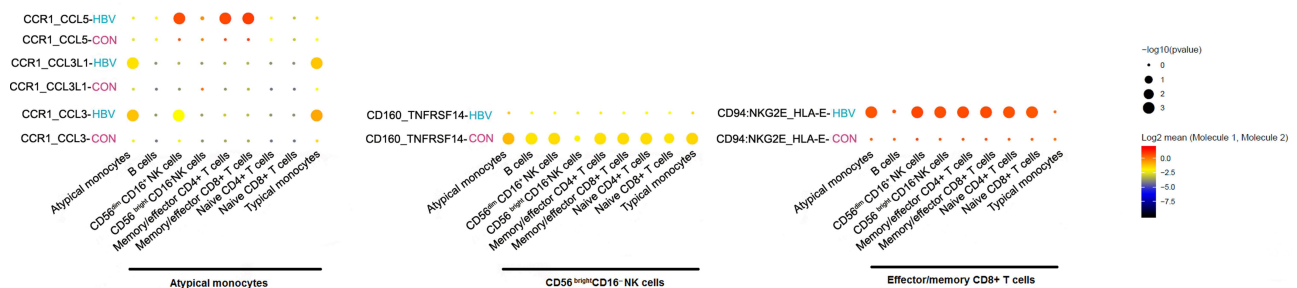 CCR1_CCL5-HBV
CCR1_CCL5-CON
CCR1_CCL3L1-HBV
CCR1_CCL3L1-CON
CCR1_CCL3-HBV
CCR1_CCL3-CON
Atypical monocytes
B cells
CD56dim CD16+ NK cells
CD56 bright CD16- NK cells
Memory/effector CD4+ T cells
Memory/effector CD8+ T cells
Naive CD4+ T cells
Naive CD8+ T cells
Typical monocytes
Atypical monocytes
CD160_TNFRSF14-HBV
CD160_TNFRSF14-CON
Atypical monocytes
B cells
CD56dim CD16+ NK cells
CD56 bright CD16- NK cells
Memory/effector CD4+ T cells
Memory/effector CD8+ T cells
Naive CD4+ T cells
Naive CD8+ T cells
Typical monocytes
CD56 brightCD16- NK cells
CD94:NKG2E_HLA-E-HBV
CD94:NKG2E_HLA-E-CON
Atypical monocytes
B cells
CD56dim CD16+ NK cells
CD56 bright CD16- NK cells
Memory/effector CD4+ T cells
Memory/effector CD8+ T cells
Naive CD4+ T cells
Naive CD8+ T cells
Typical monocytes
Effector/memory CD8+ T cells
−log10(pvalue)
0
1
2
3
Log2 mean (Molecule 1, Molecule 2)
0.0
−2.5
−5.0
−7.5